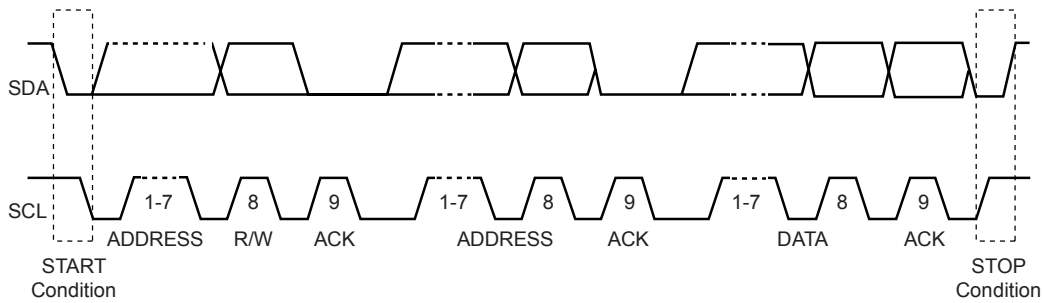 SDA
SCL
1-7 8 9 1-7 8 9 1-7 8 9
ADDRESS R/W ACK ADDRESS ACK DATA ACK
START
Condition
STOP
Condition